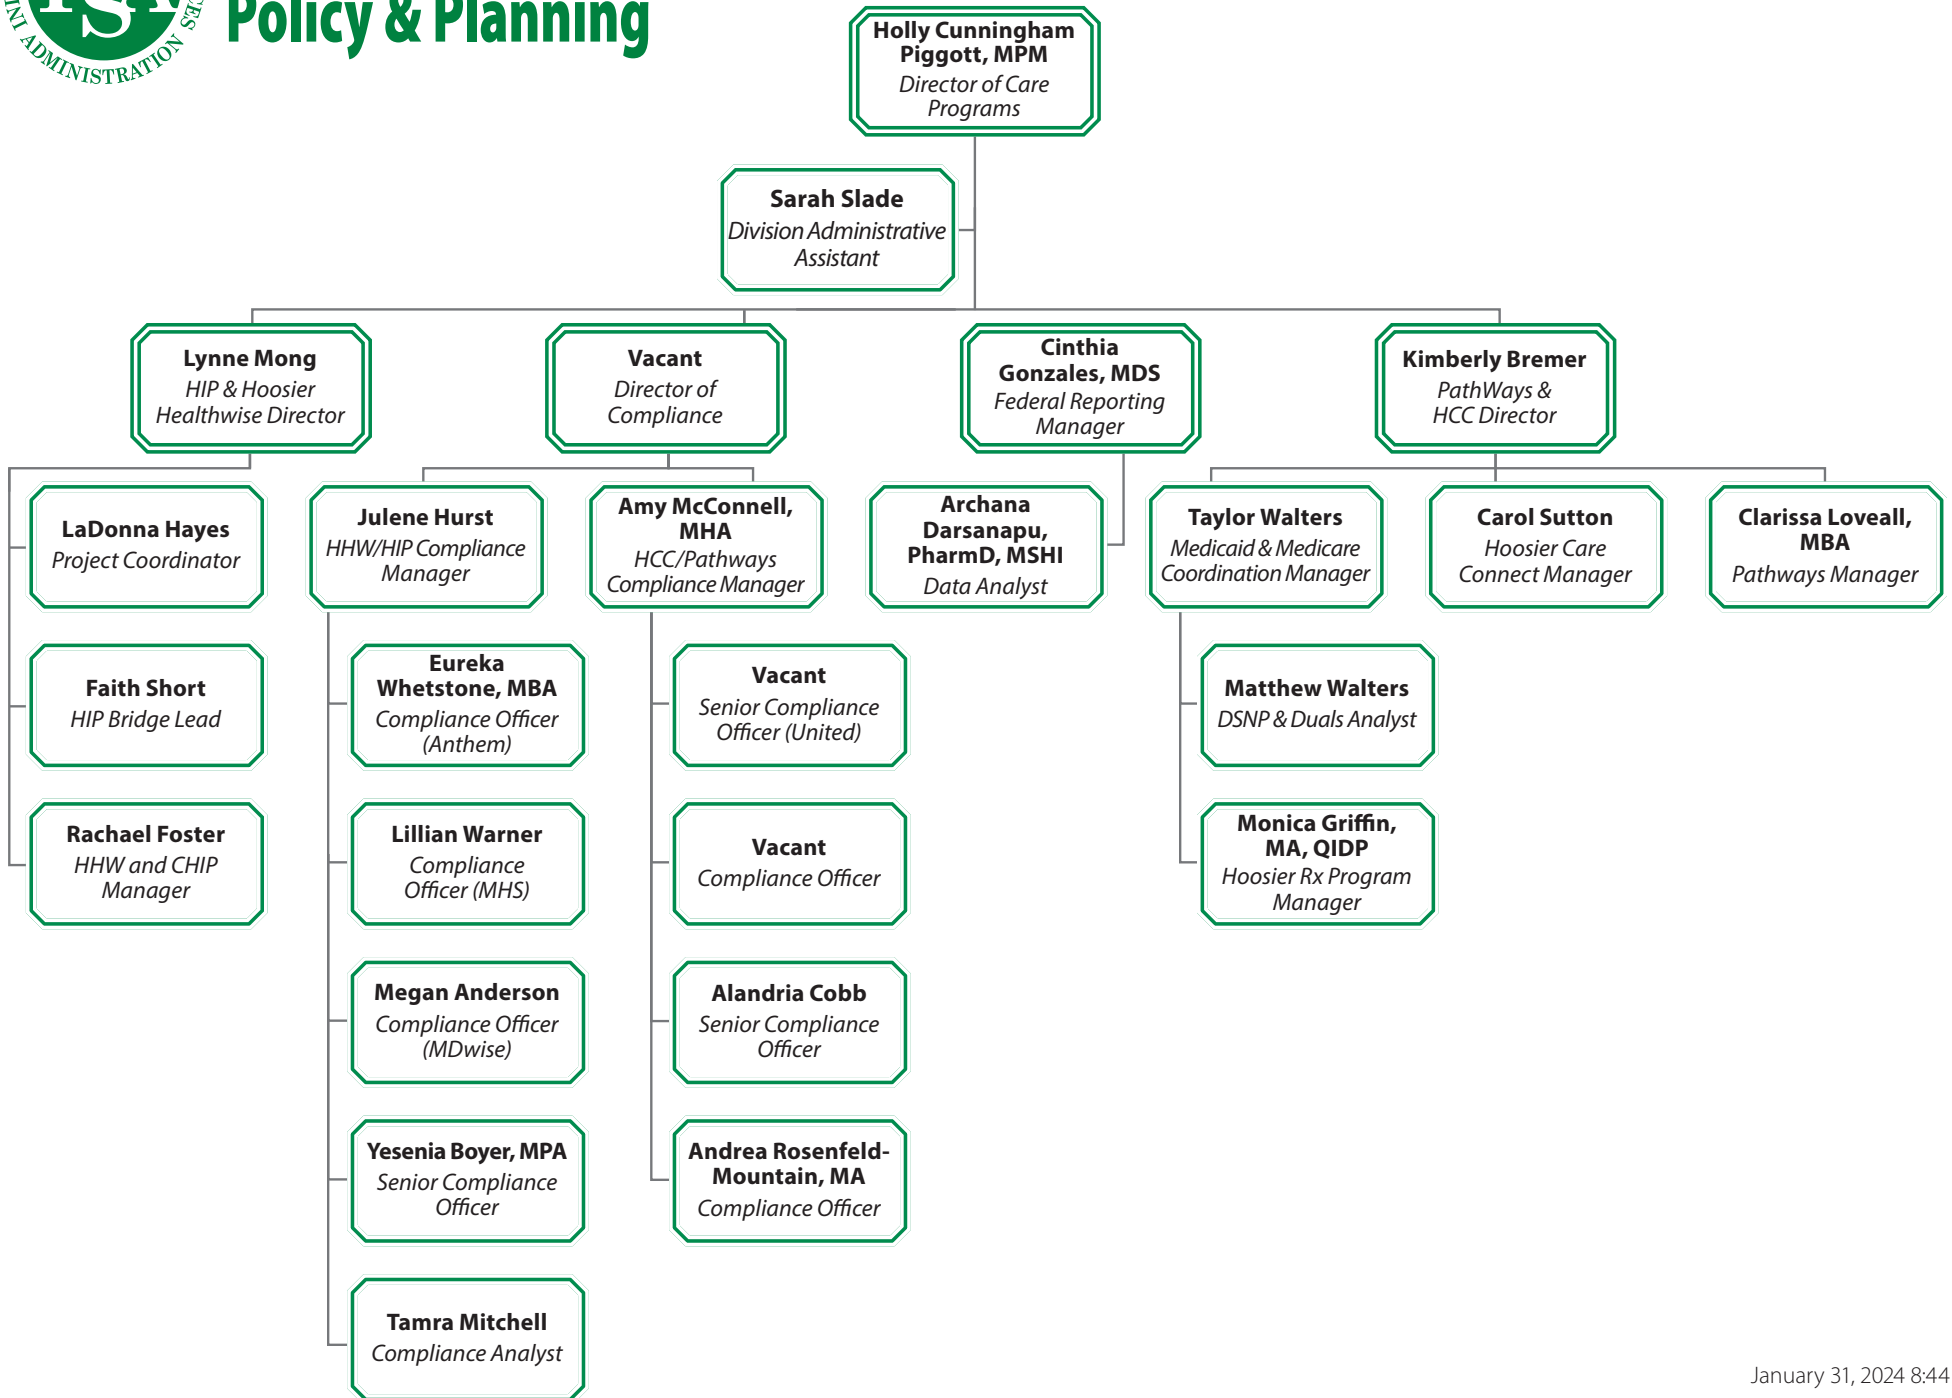 Policy & Planning
ADMINISTRATION
Holly Cunningham
Piggott, MPM
Director of Care
Programs
Sarah Slade
Division Administrative
Assistant
Lynne Mong
HIP & Hoosier
Healthwise Director
Vacant
Director of
Compliance
Cinthia
Gonzales, MDS
Federal Reporting
Manager
Kimberly Bremer
PathWays &
HCC Director
LaDonna Hayes
Project Coordinator
Julene Hurst
HHW/HIP Compliance
Manager
Amy McConnell,
MHA
HCC/Pathways
Compliance Manager
Archana
Darsanapu,
PharmD, MSHI
Data Analyst
Taylor Walters
Medicaid & Medicare
Coordination Manager
Carol Sutton
Hoosier Care
Connect Manager
Clarissa Loveall,
MBA
Pathways Manager
Faith Short
HIP Bridge Lead
Eureka
Whetstone, MBA
Compliance Officer
(Anthem)
Vacant
Senior Compliance
Officer (United)
Matthew Walters
DSNP & Duals Analyst
Rachael Foster
HHW and CHIP
Manager
Lillian Warner
Compliance
Officer (MHS)
Vacant
Compliance Officer
Monica Griffin,
MA, QIDP
Hoosier Rx Program
Manager
Megan Anderson
Compliance Officer
(MDwise)
Alandria Cobb
Senior Compliance
Officer
Yesenia Boyer, MPA
Senior Compliance
Officer
Andrea Rosenfeld-
Mountain, MA
Compliance Officer
Tamra Mitchell
Compliance Analyst
January 31, 2024 8:44